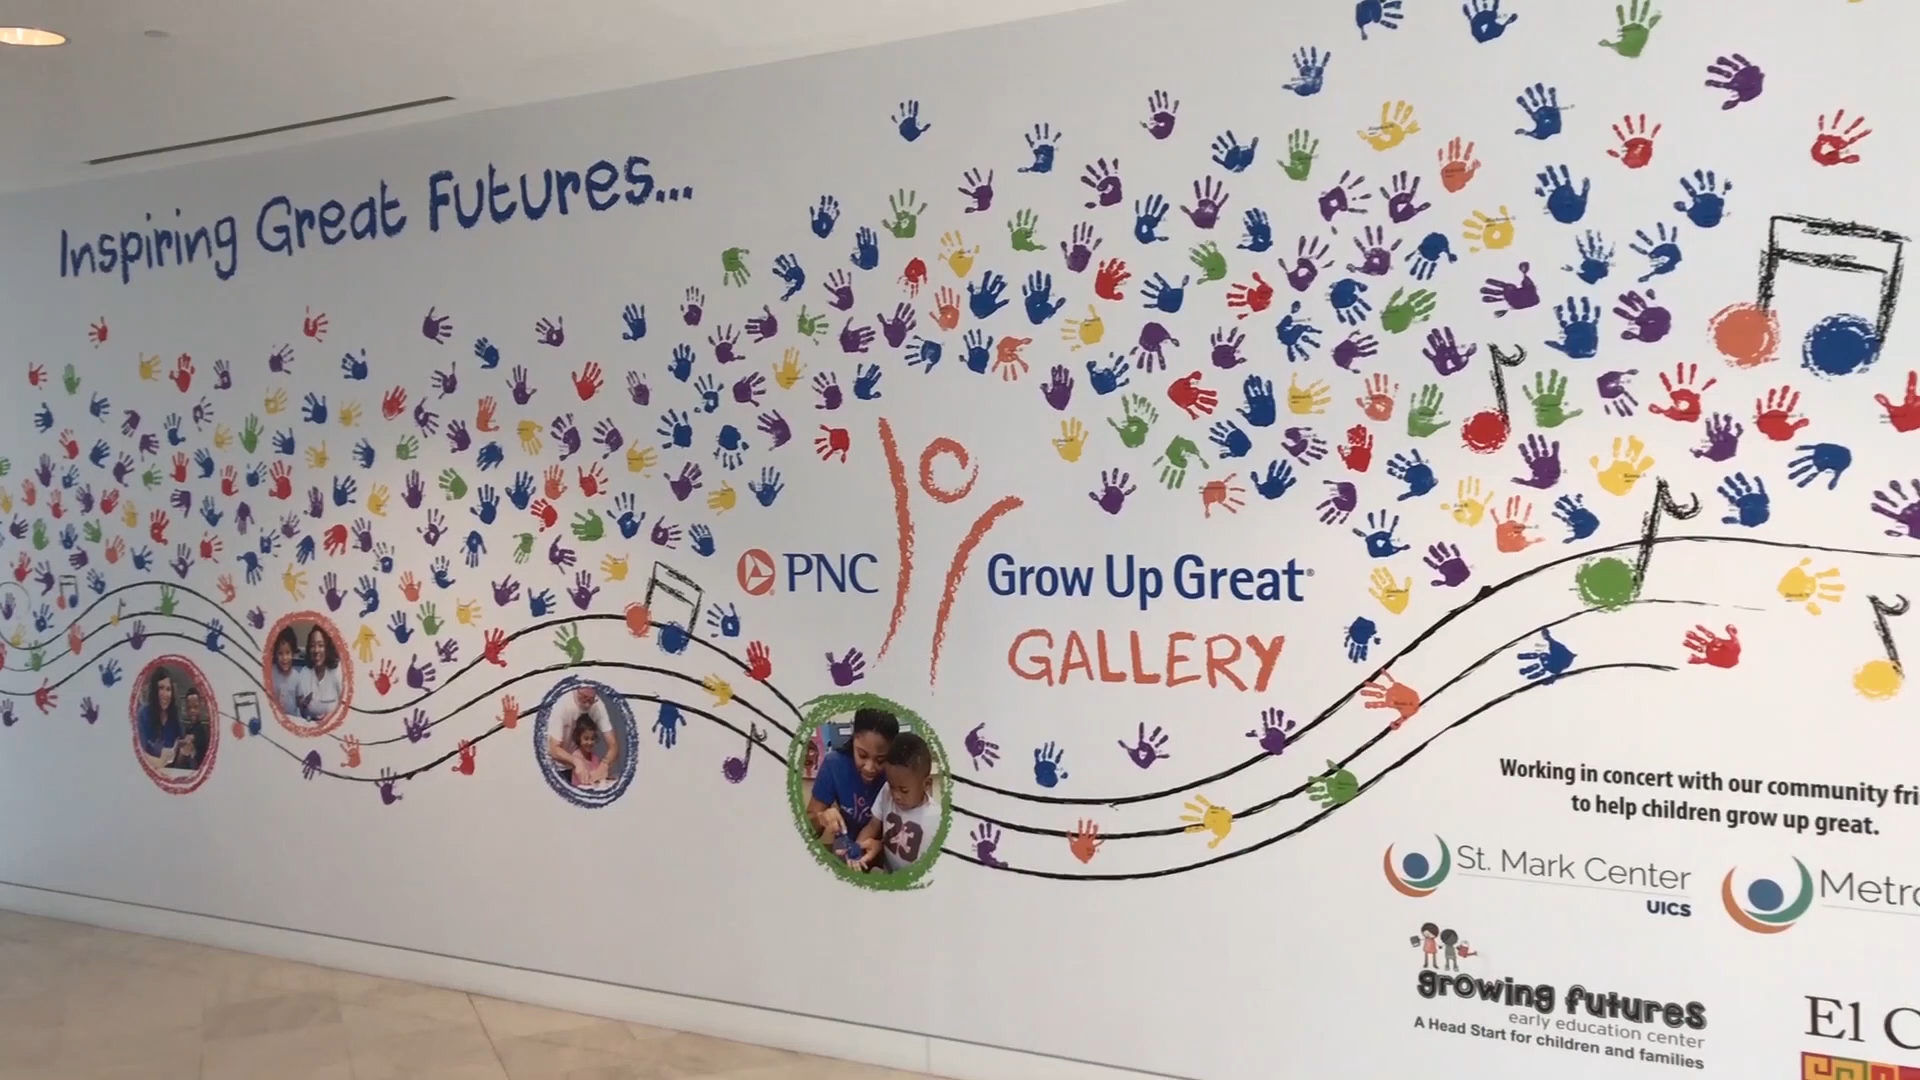 Inspiring Great Futures...
PNC
Grow Up Great®
GALLERY
Working in concert with our community fri
to help children grow up great.
St. Mark Center
UICS
Metro
growing futures
early education center
A Head Start for children and families
El C